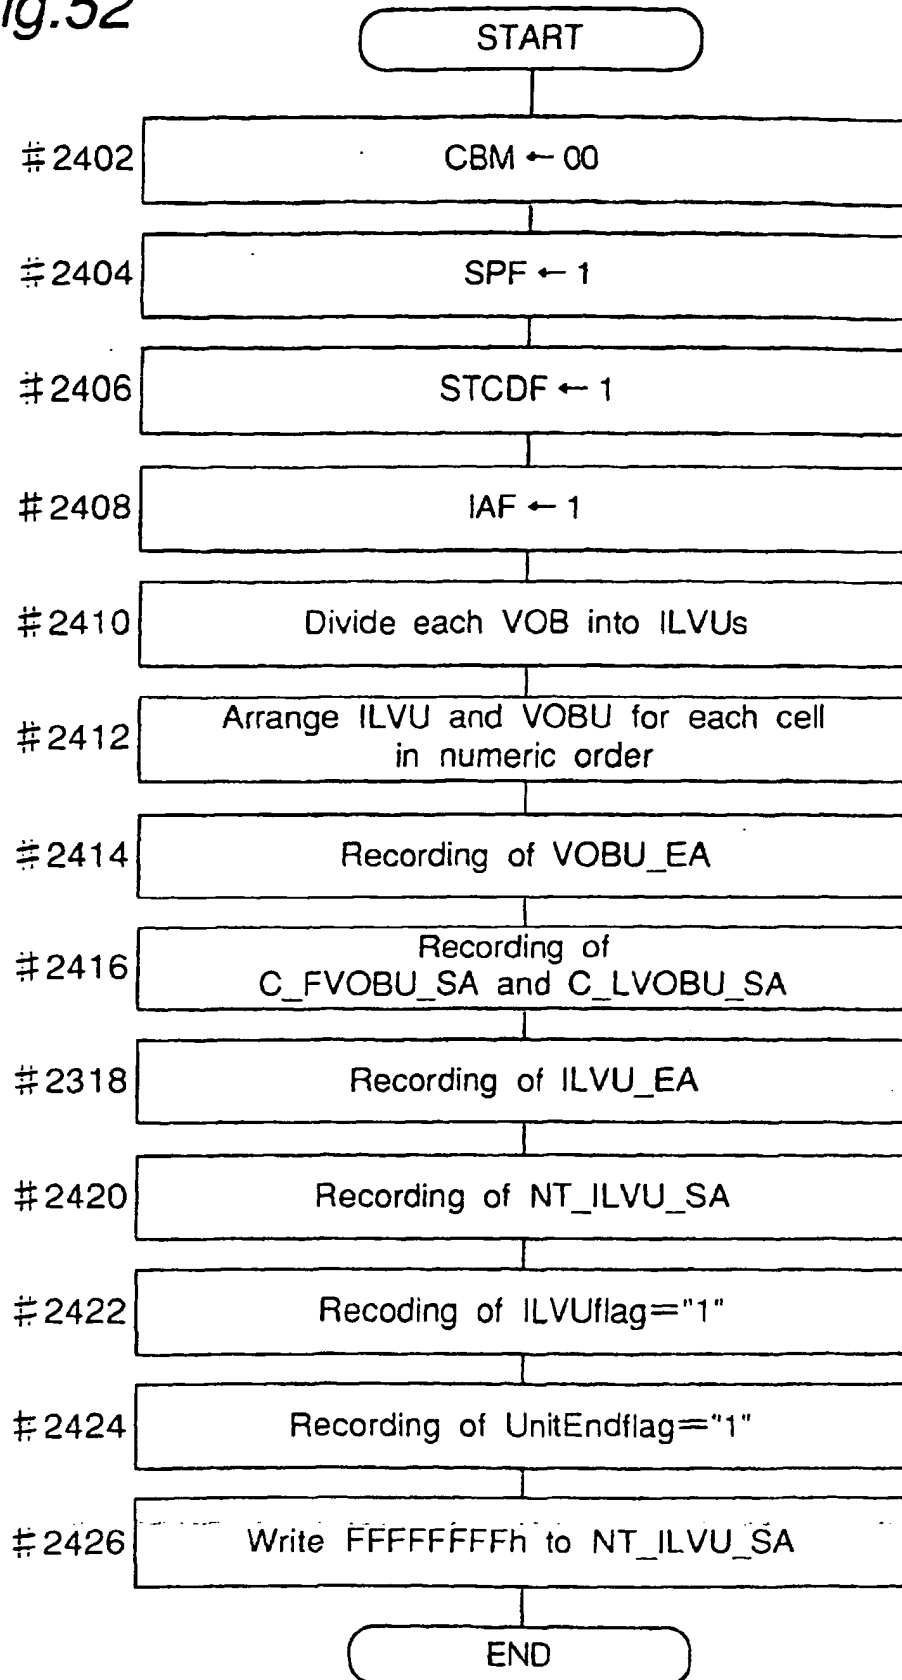 ig.52
START
#2402 CBM ← 00
#2404 SPF ← 1
#2406 STCDF ← 1
#2408 IAF ← 1
#2410 Divide each VOB into ILVUs
#2412 Arrange ILVU and VOBU for each cell
in numeric order
#2414 Recording of VOBU_EA
#2416 Recording of
C_FVOBU_SA and C_LVOBU_SA
#2318 Recording of ILVU_EA
#2420 Recording of NT_ILVU_SA
#2422 Recoding of ILVUflag="1"
#2424 Recording of UnitEndflag="1"
#2426 Write FFFFFFFFh to NT_ILVU_SA
END